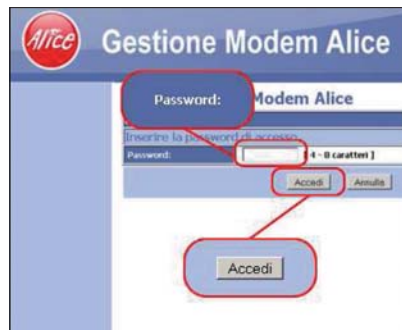 Alice
Gestione Modem Alice
Password:
Modem Alice
Inserire la password di accesso
Password:
[ 4 - 8 caratteri ]
Accedi
Annulla
Accedi